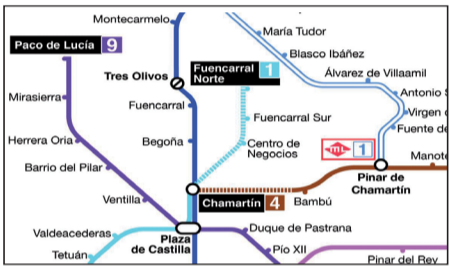 Montecarmelo
María Tudor
Paco de Lucía 9
Blasco Ibáñez
Fuencarral
Norte 1
Tres Olivos
Álvarez de Villaamil
Mirasierra
Antonio S
Fuencarral
Fuencarral Sur
Virgen d
Fuente de
Herrera Oria
Begoña
Centro de
Negocios
ML 1
Manote
Barrio del Pilar
Pinar de
Chamartín
Ventilla
Chamartín 4
Bambú
Valdeacederas
Plaza
de Castilla
Duque de Pastrana
Tetuán
Pío XII
Pinar del Rey